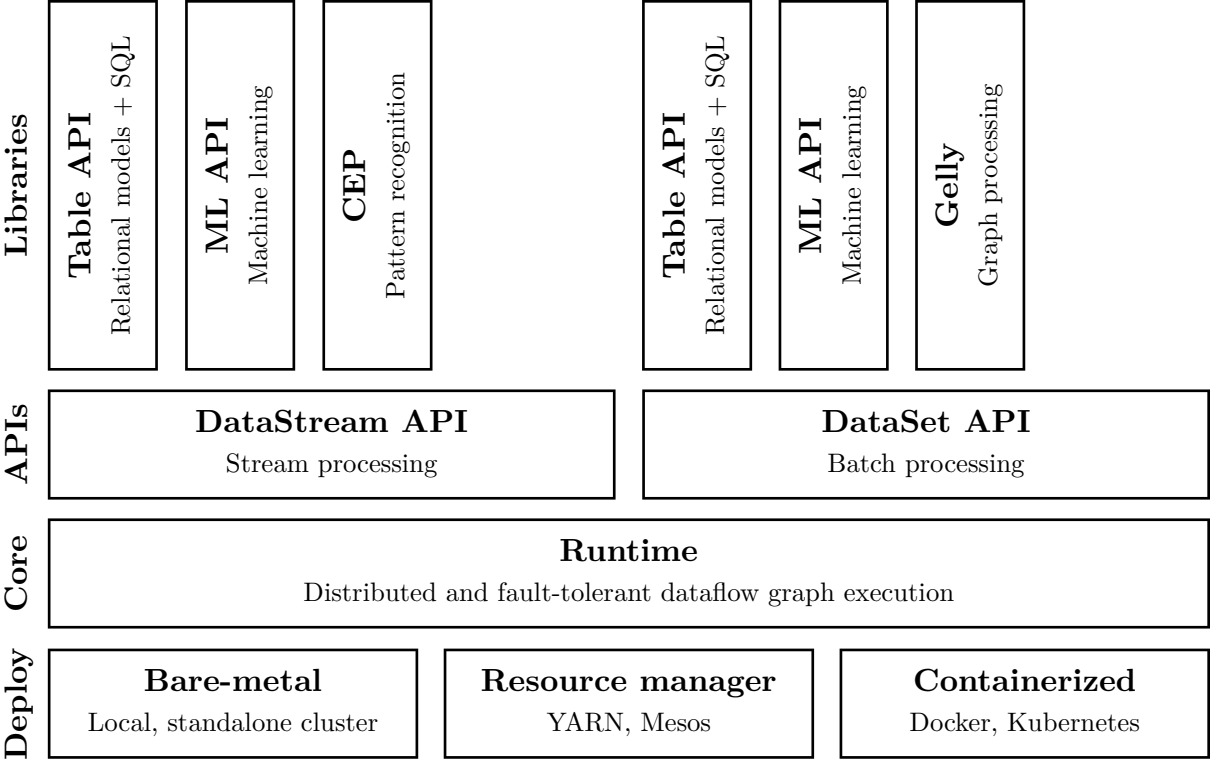 Libraries
Table API
Relational models + SQL
ML API
Machine learning
CEP
Pattern recognition
Table API
Relational models + SQL
ML API
Machine learning
Gelly
Graph processing
APIs
DataStream API
Stream processing
DataSet API
Batch processing
Core
Runtime
Distributed and fault-tolerant dataflow graph execution
Deploy
Bare-metal
Local, standalone cluster
Resource manager
YARN, Mesos
Containerized
Docker, Kubernetes